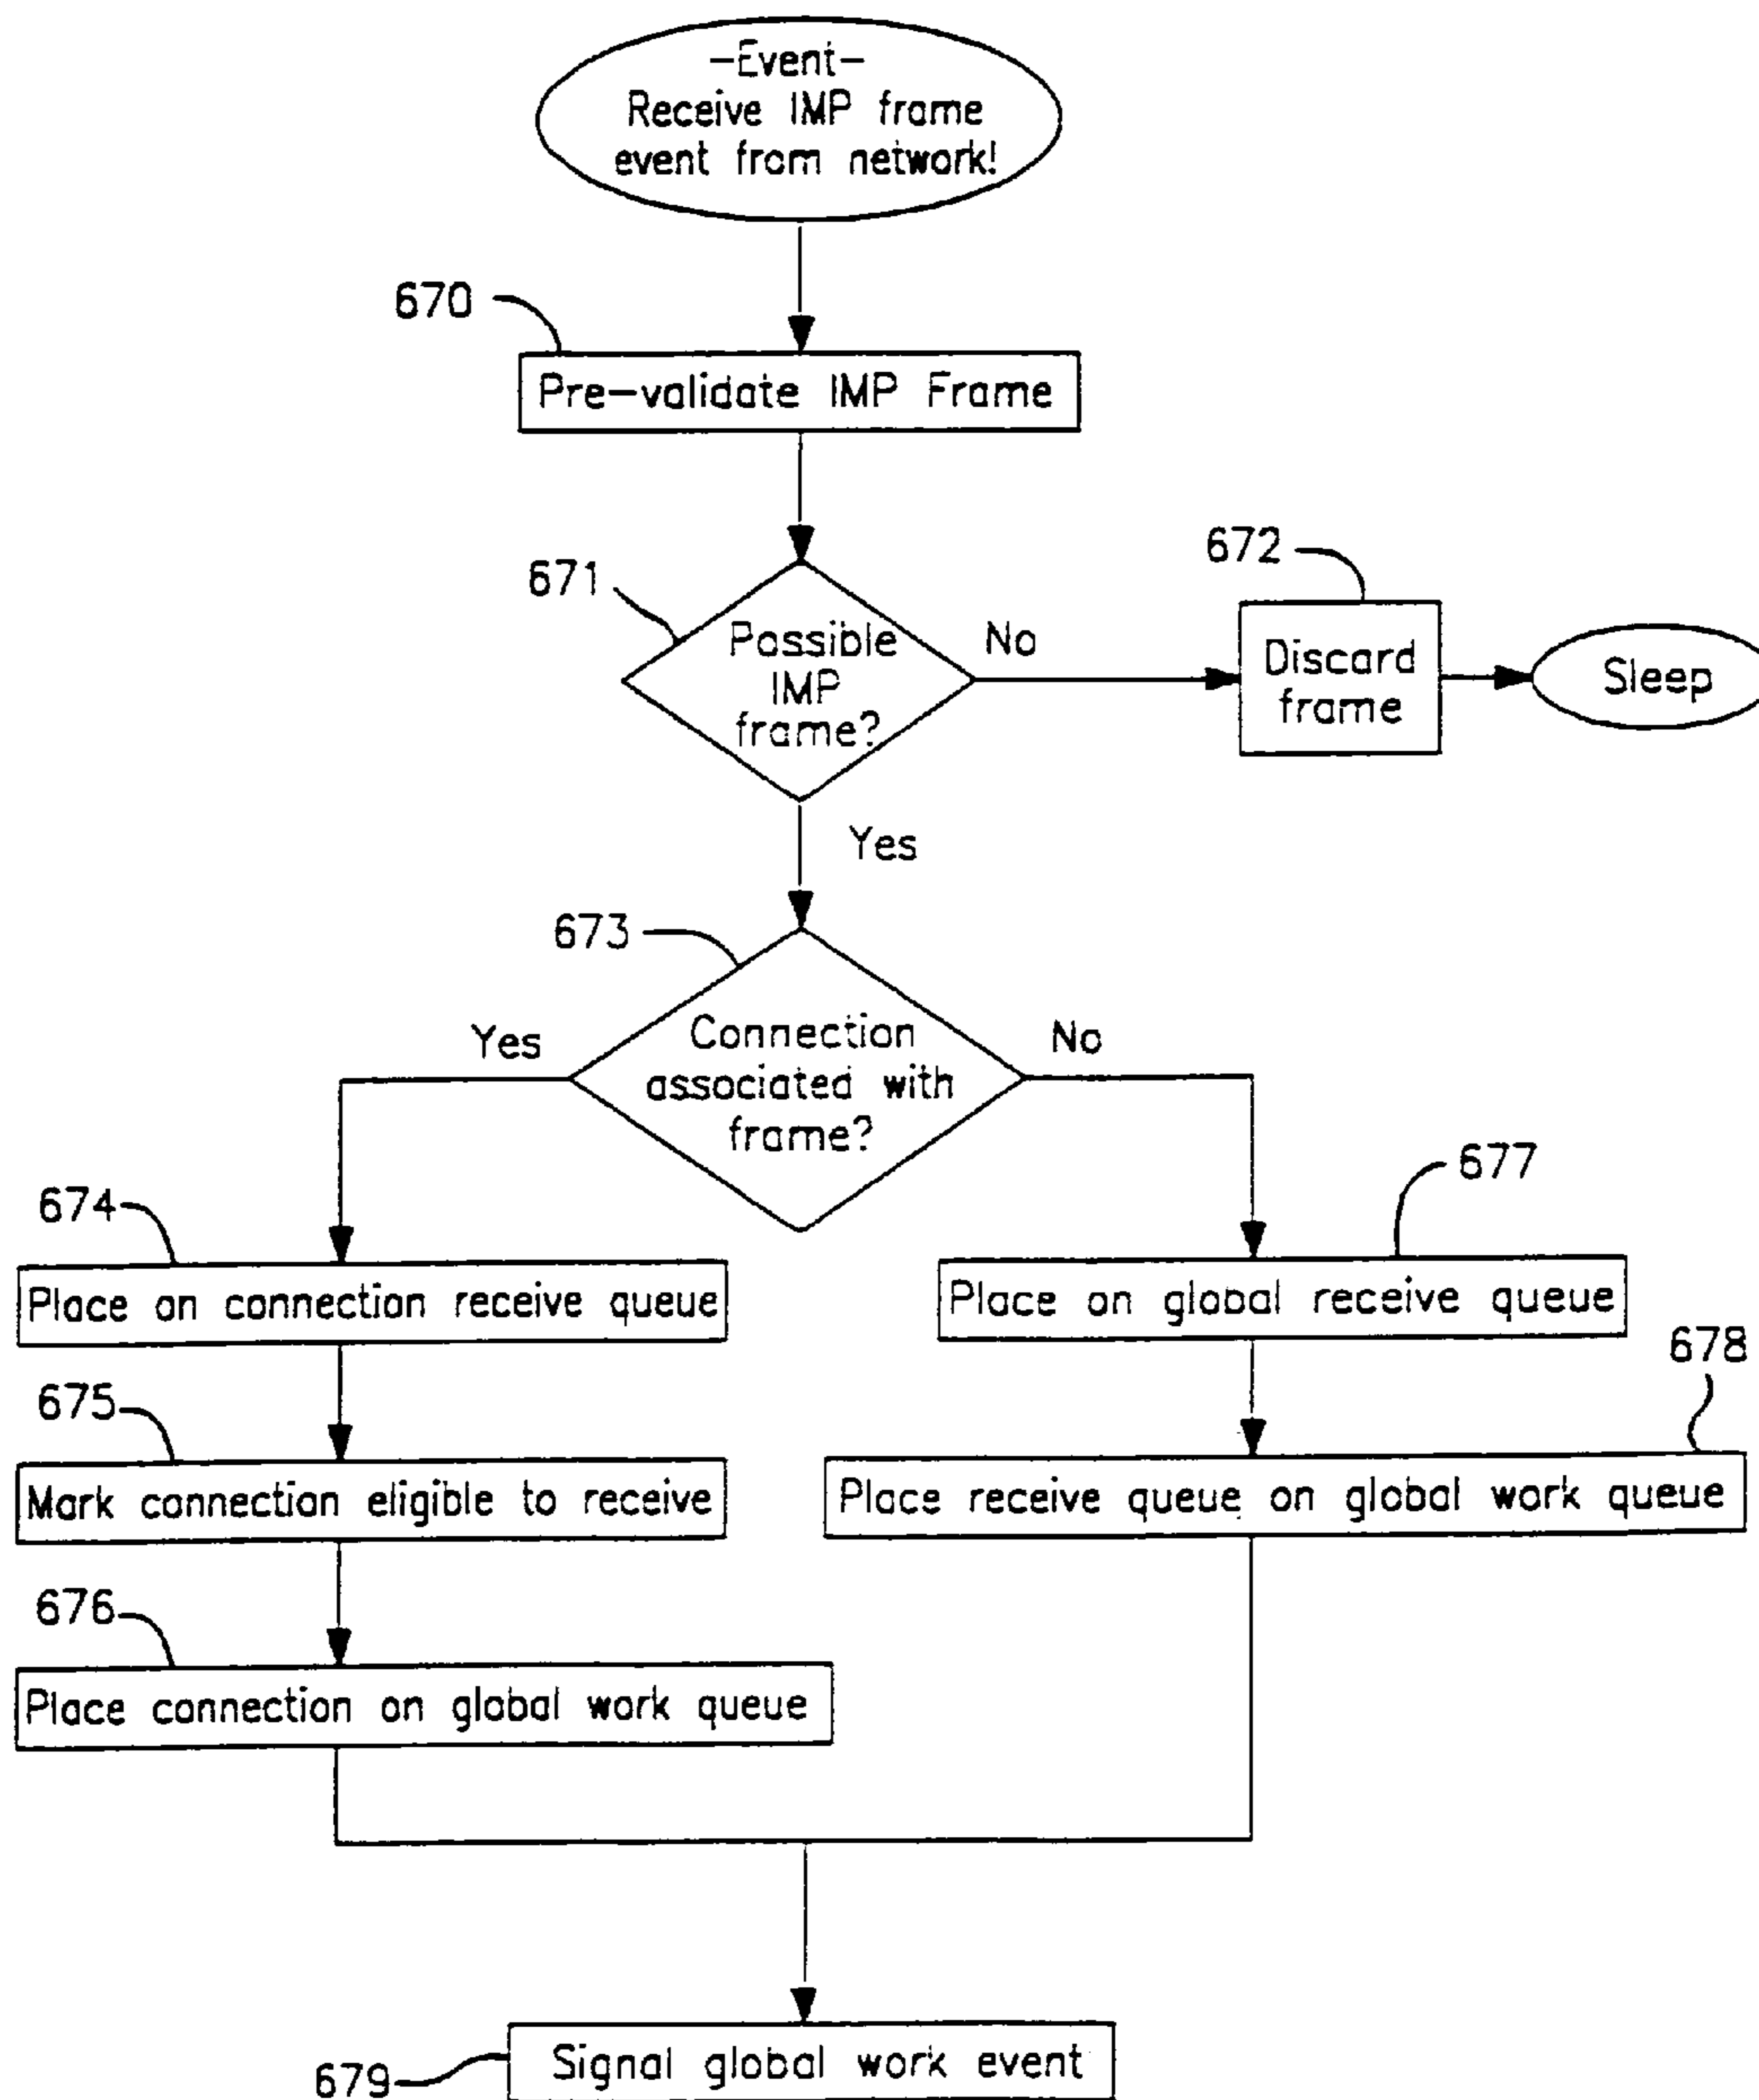 -Event-
Receive IMP frame
event from network!
670
Pre-validate IMP Frame
671
Possible
IMP
frame?
No
672
Discard
frame
Sleep
Yes
673
Connection
associated with
frame?
Yes
No
674
Place on connection receive queue
677
Place on global receive queue
675
Mark connection eligible to receive
678
Place receive queue on global work queue
676
Place connection on global work queue
679
Signal global work event